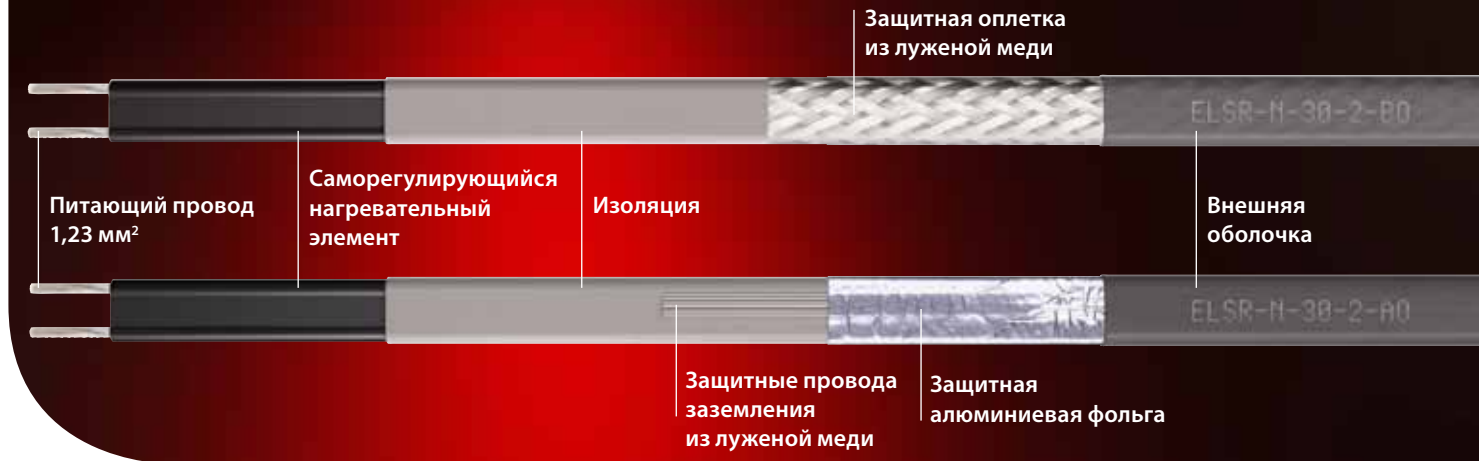 Защитная оплетка
из луженой меди
ELSR-N-30-2-BO
Питающий провод
1,23 мм²
Саморегулирующийся
нагревательный
элемент
Изоляция
Внешняя
оболочка
ELSR-N-30-2-AO
Защитные провода
заземления
из луженой меди
Защитная
алюминиевая фольга